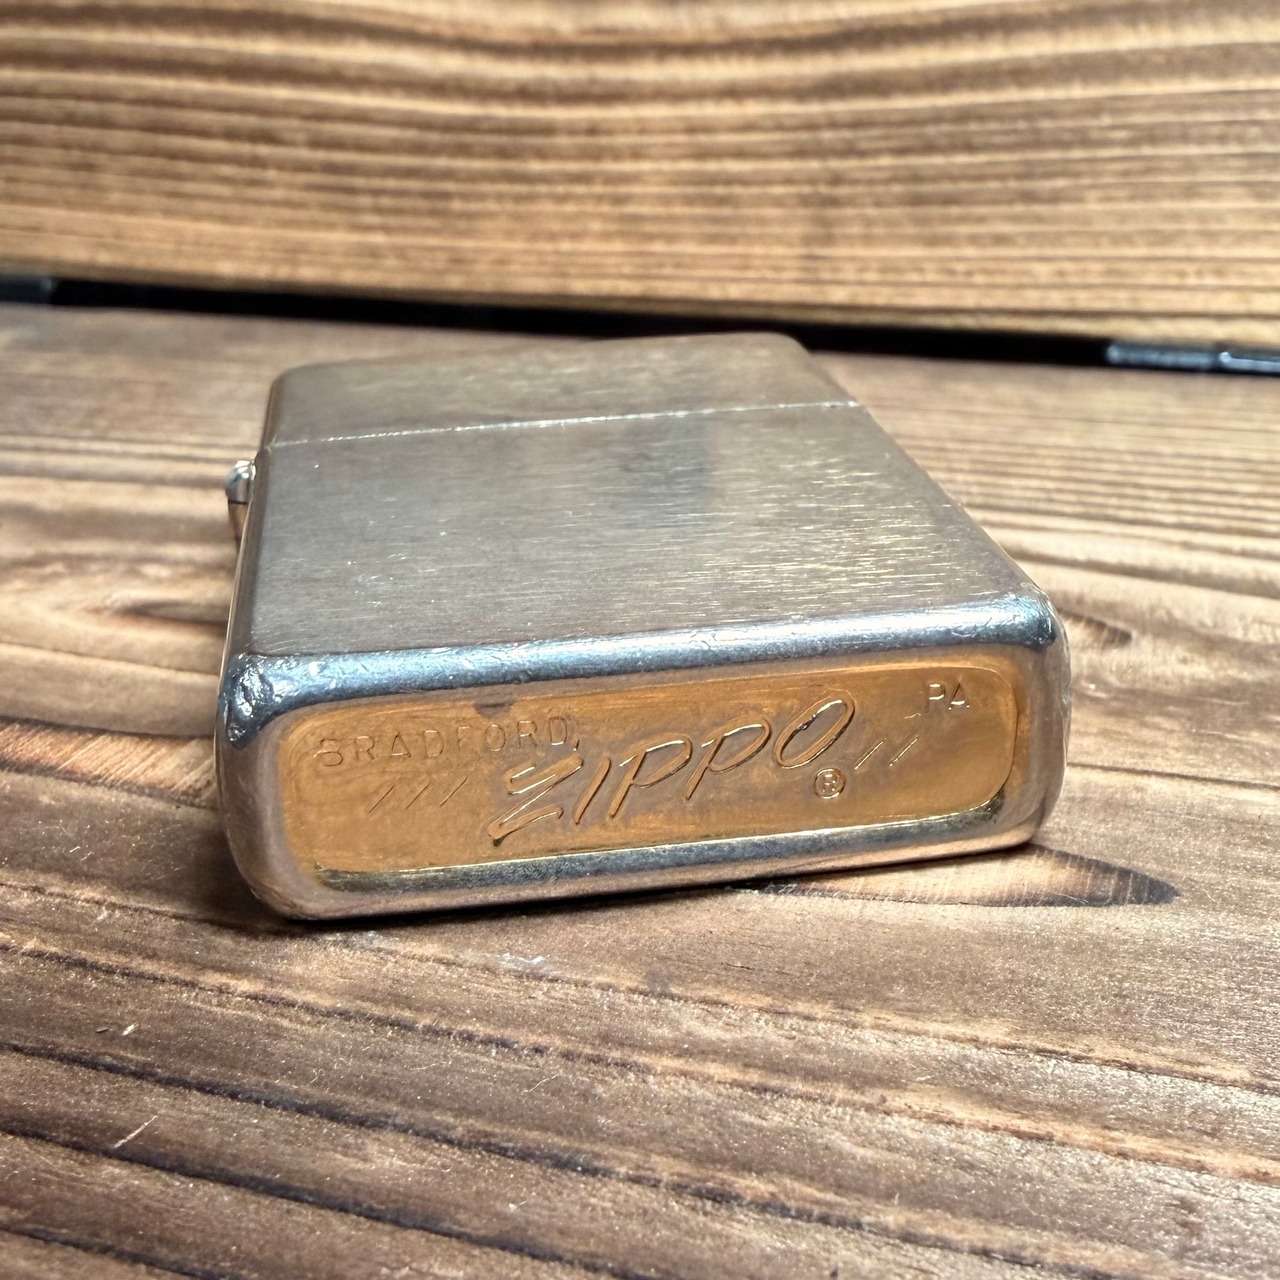 BRADFORD, PA
/// ZIPPO ® //